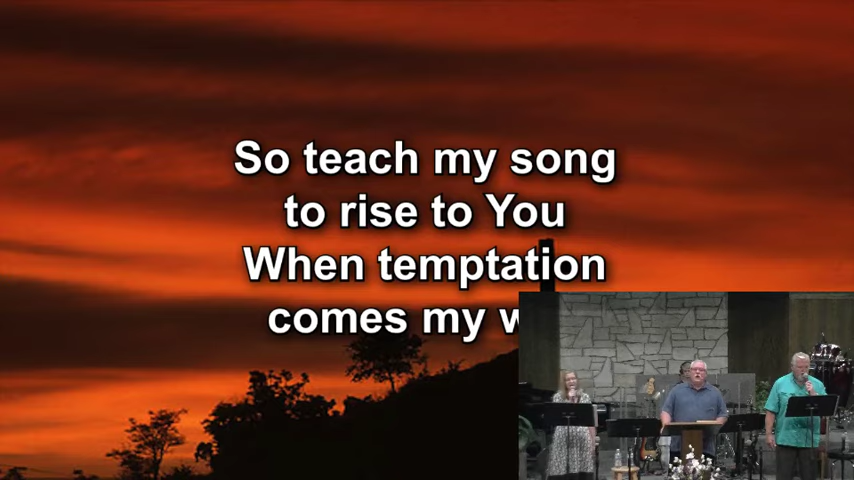 So teach my song
to rise to You
When temptation
comes my w